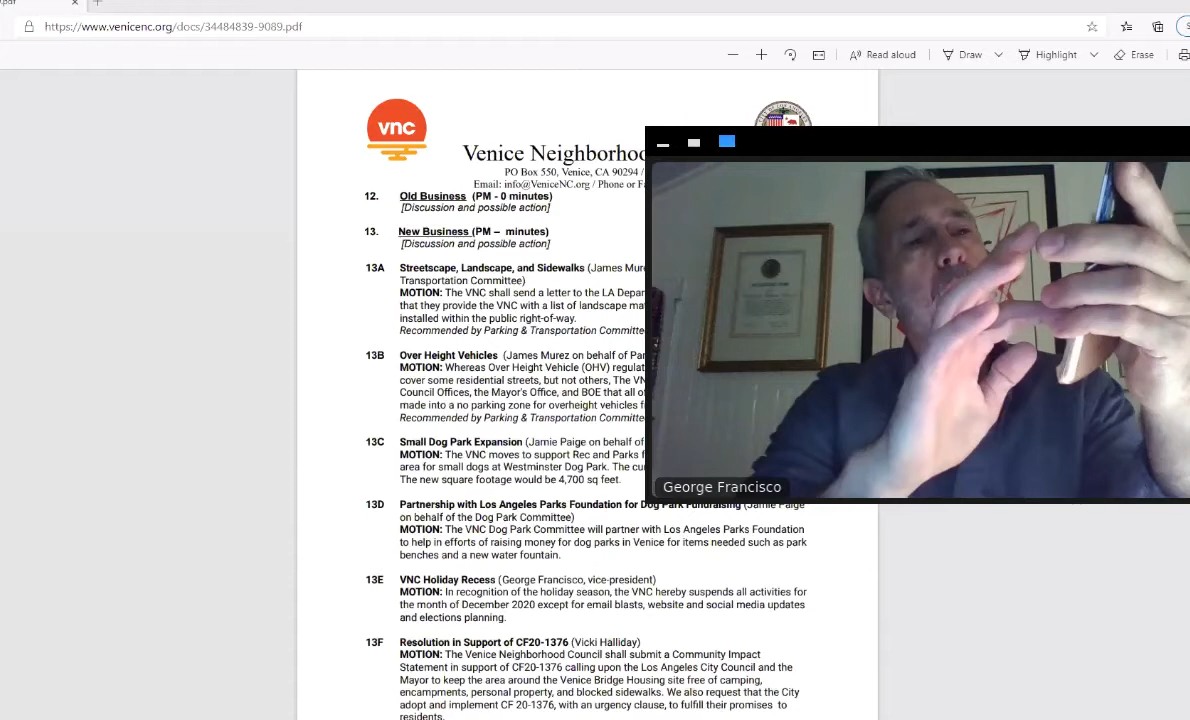 .pdf
https://www.venicenc.org/docs/34484839-9089.pdf
Read aloud
Draw
Highlight
Erase
vnc
Venice Neighborhoo
PO Box 550, Venice, CA 90294 /
Email: info@VeniceNC.org / Phone or Fa
12. Old Business (PM - 0 minutes)
[Discussion and possible action]
13. New Business (PM – minutes)
[Discussion and possible action]
13A Streetscape, Landscape, and Sidewalks (James Mure
Transportation Committee)
MOTION: The VNC shall send a letter to the LA Depar
that they provide the VNC with a list of landscape ma
installed within the public right-of-way.
Recommended by Parking & Transportation Committe
13B Over Height Vehicles (James Murez on behalf of Par
MOTION: Whereas Over Height Vehicle (OHV) regulat
cover some residential streets, but not others, The VN
Council Offices, the Mayor's Office, and BOE that all of
made into a no parking zone for overheight vehicles f
Recommended by Parking & Transportation Committe
13C Small Dog Park Expansion (Jamie Paige on behalf of
MOTION: The VNC moves to support Rec and Parks f
area for small dogs at Westminster Dog Park. The cu
The new square footage would be 4,700 sq feet.
13D Partnership with Los Angeles Parks Foundation for Dog Park Fundraising (Jamie Paige
on behalf of the Dog Park Committee)
MOTION: The VNC Dog Park Committee will partner with Los Angeles Parks Foundation
to help in efforts of raising money for dog parks in Venice for items needed such as park
benches and a new water fountain.
13E VNC Holiday Recess (George Francisco, vice-president)
MOTION: In recognition of the holiday season, the VNC hereby suspends all activities for
the month of December 2020 except for email blasts, website and social media updates
and elections planning.
13F Resolution in Support of CF20-1376 (Vicki Halliday)
MOTION: The Venice Neighborhood Council shall submit a Community Impact
Statement in support of CF20-1376 calling upon the Los Angeles City Council and the
Mayor to keep the area around the Venice Bridge Housing site free of camping,
encampments, personal property, and blocked sidewalks. We also request that the City
adopt and implement CF 20-1376, with an urgency clause, to fulfill their promises to
residents.
George Francisco